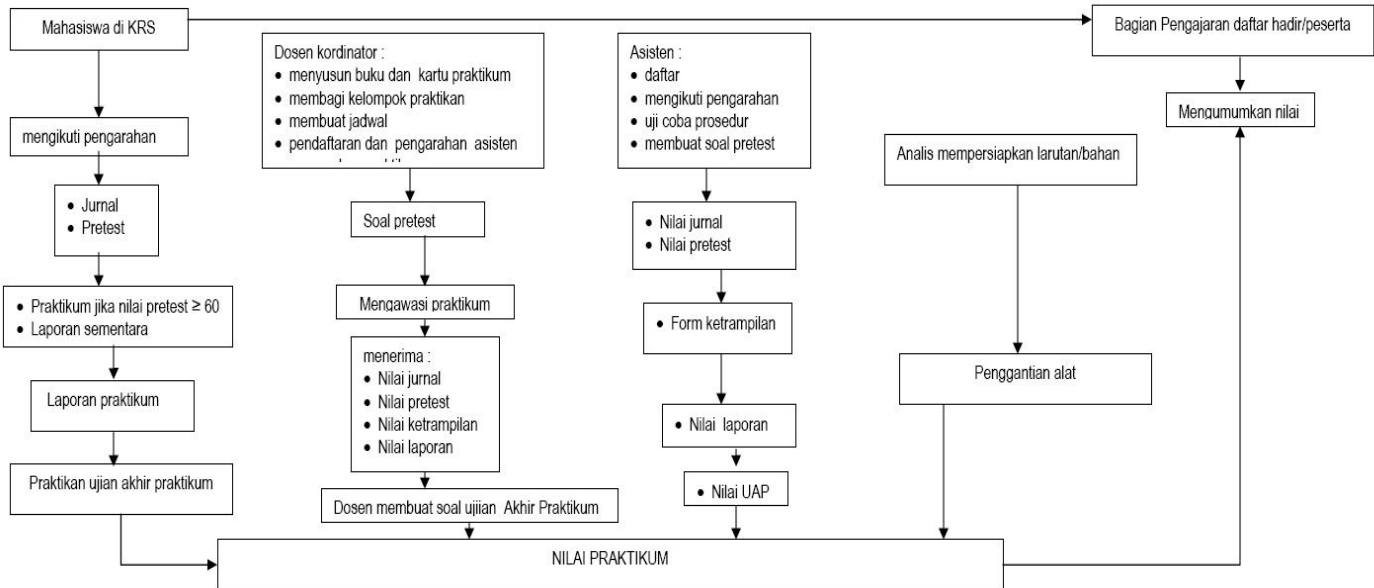 Mahasiswa di KRS
Bagian Pengajaran daftar hadir/peserta
Dosen kordinator :
• menyusun buku dan kartu praktikum
• membagi kelompok praktikan
• membuat jadwal
• pendaftaran dan pengarahan asisten
Asisten :
• daftar
• mengikuti pengarahan
• uji coba prosedur
• membuat soal pretest
Mengumumkan nilai
mengikuti pengarahan
Analis mempersiapkan larutan/bahan
• Jurnal
• Pretest
Soal pretest
• Nilai jurnal
• Nilai pretest
• Praktikum jika nilai pretest ≥ 60
• Laporan sementara
Mengawasi praktikum
• Form ketrampilan
menerima :
• Nilai jurnal
• Nilai pretest
• Nilai ketrampilan
• Nilai laporan
Penggantian alat
Laporan praktikum
• Nilai laporan
Praktikan ujian akhir praktikum
Dosen membuat soal ujiian Akhir Praktikum
• Nilai UAP
NILAI PRAKTIKUM